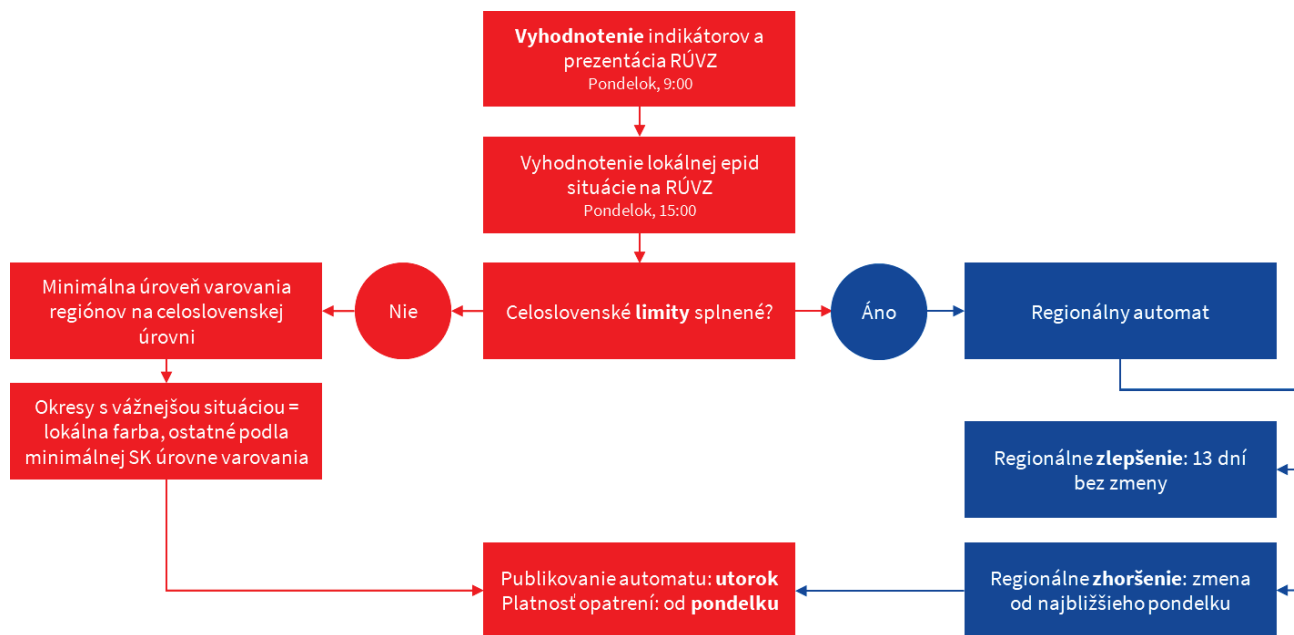 Vyhodnotenie indikátorov a
prezentácia RÚVZ
Pondelok, 9:00
Vyhodnotenie lokálnej epid
situácie na RÚVZ
Pondelok, 15:00
Minimálna úroveň varovania
regiónov na celoslovenskej
úrovni
Nie
Celoslovenské limity splnené?
Áno
Regionálny automat
Okresy s vážnejšou situáciou =
lokálna farba, ostatné podla
minimálnej SK úrovne varovania
Regionálne zlepšenie: 13 dní
bez zmeny
Publikovanie automatu: utorok
Platnosť opatrení: od pondelku
Regionálne zhoršenie: zmena
od najbližšieho pondelku